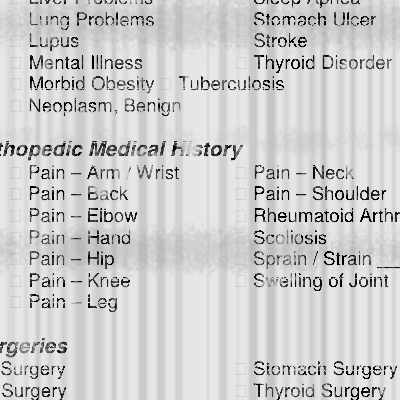 Liver Problems Sleep Apnea
Lung Problems Stomach Ulcer
Lupus Stroke
Mental Illness Thyroid Disorder
Morbid Obesity Tuberculosis
Neoplasm, Benign
thopedic Medical History
Pain – Arm / Wrist Pain – Neck
Pain – Back Pain – Shoulder
Pain – Elbow Rheumatoid Arthr
Pain – Hand Scoliosis
Pain – Hip Sprain / Strain ___
Pain – Knee Swelling of Joint
Pain – Leg
rgeries
Surgery Stomach Surgery
Surgery Thyroid Surgery